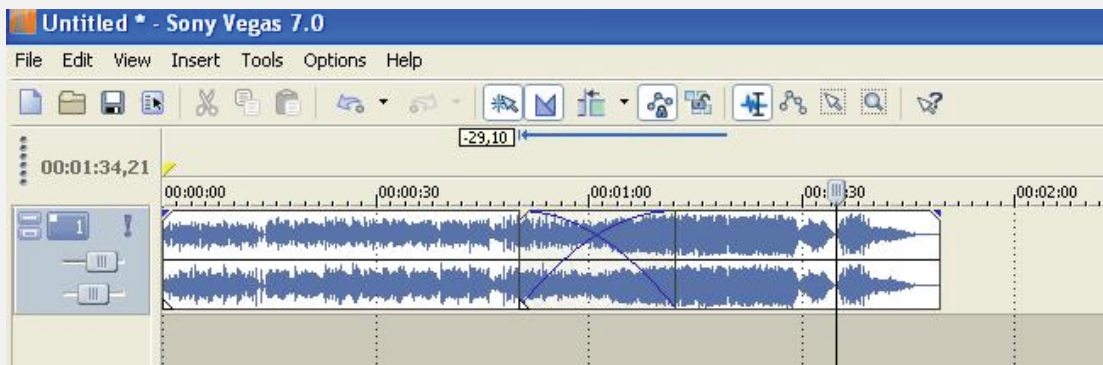 Untitled * - Sony Vegas 7.0
File Edit View Insert Tools Options Help
-29,10
00:01:34,21
00:00:00 00:00:30 00:01:00 00:02:00
1